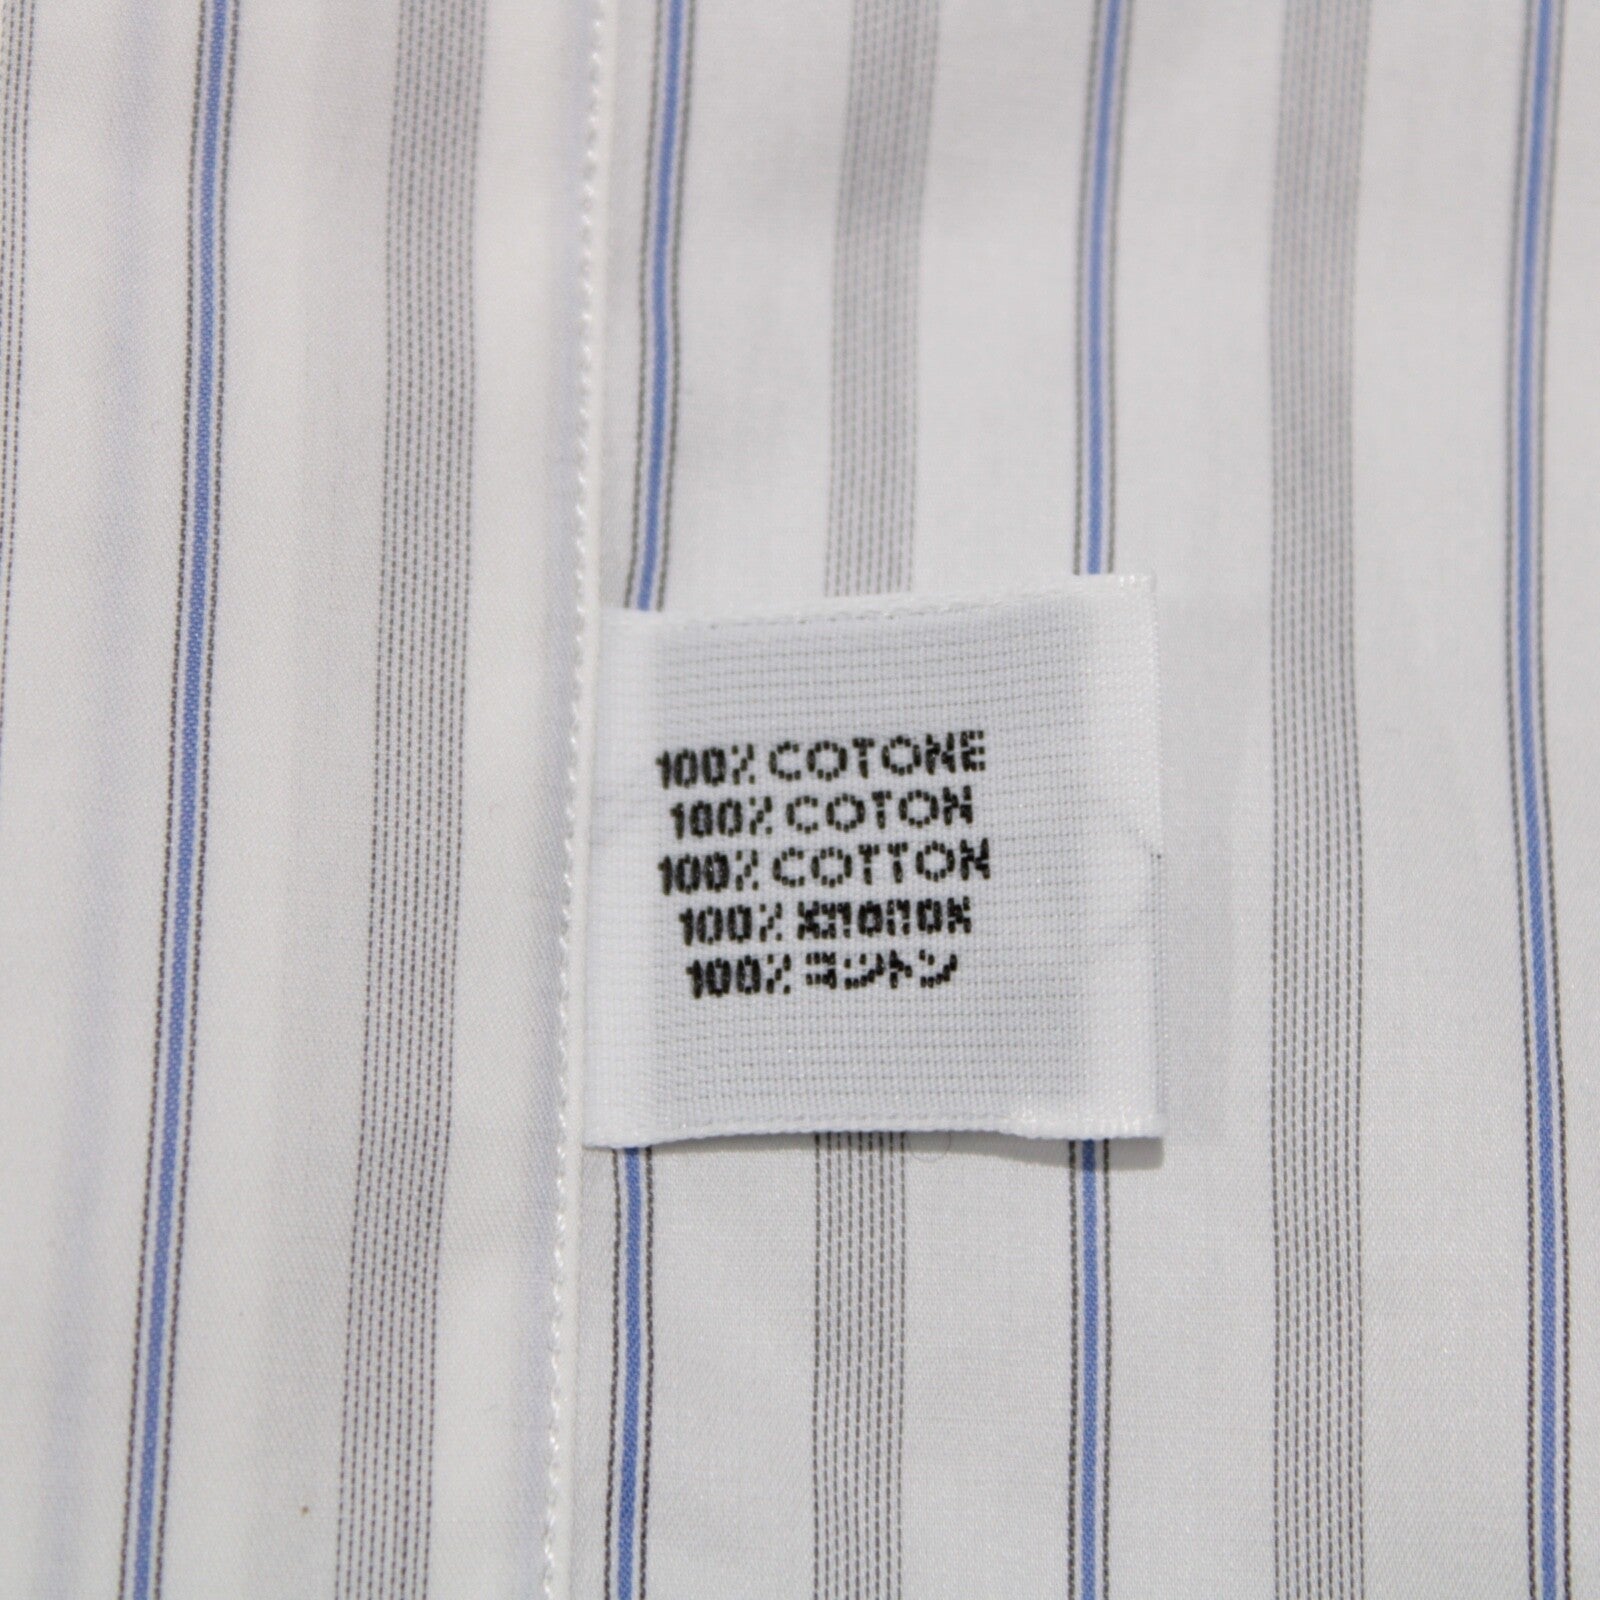 100% COTONE
100% COTON
100% COTTON
100% ХЛОПОК
100% コットン